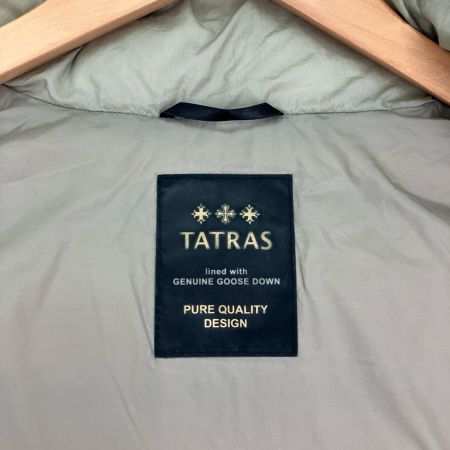 TATRAS
lined with
GENUINE GOOSE DOWN
PURE QUALITY
DESIGN